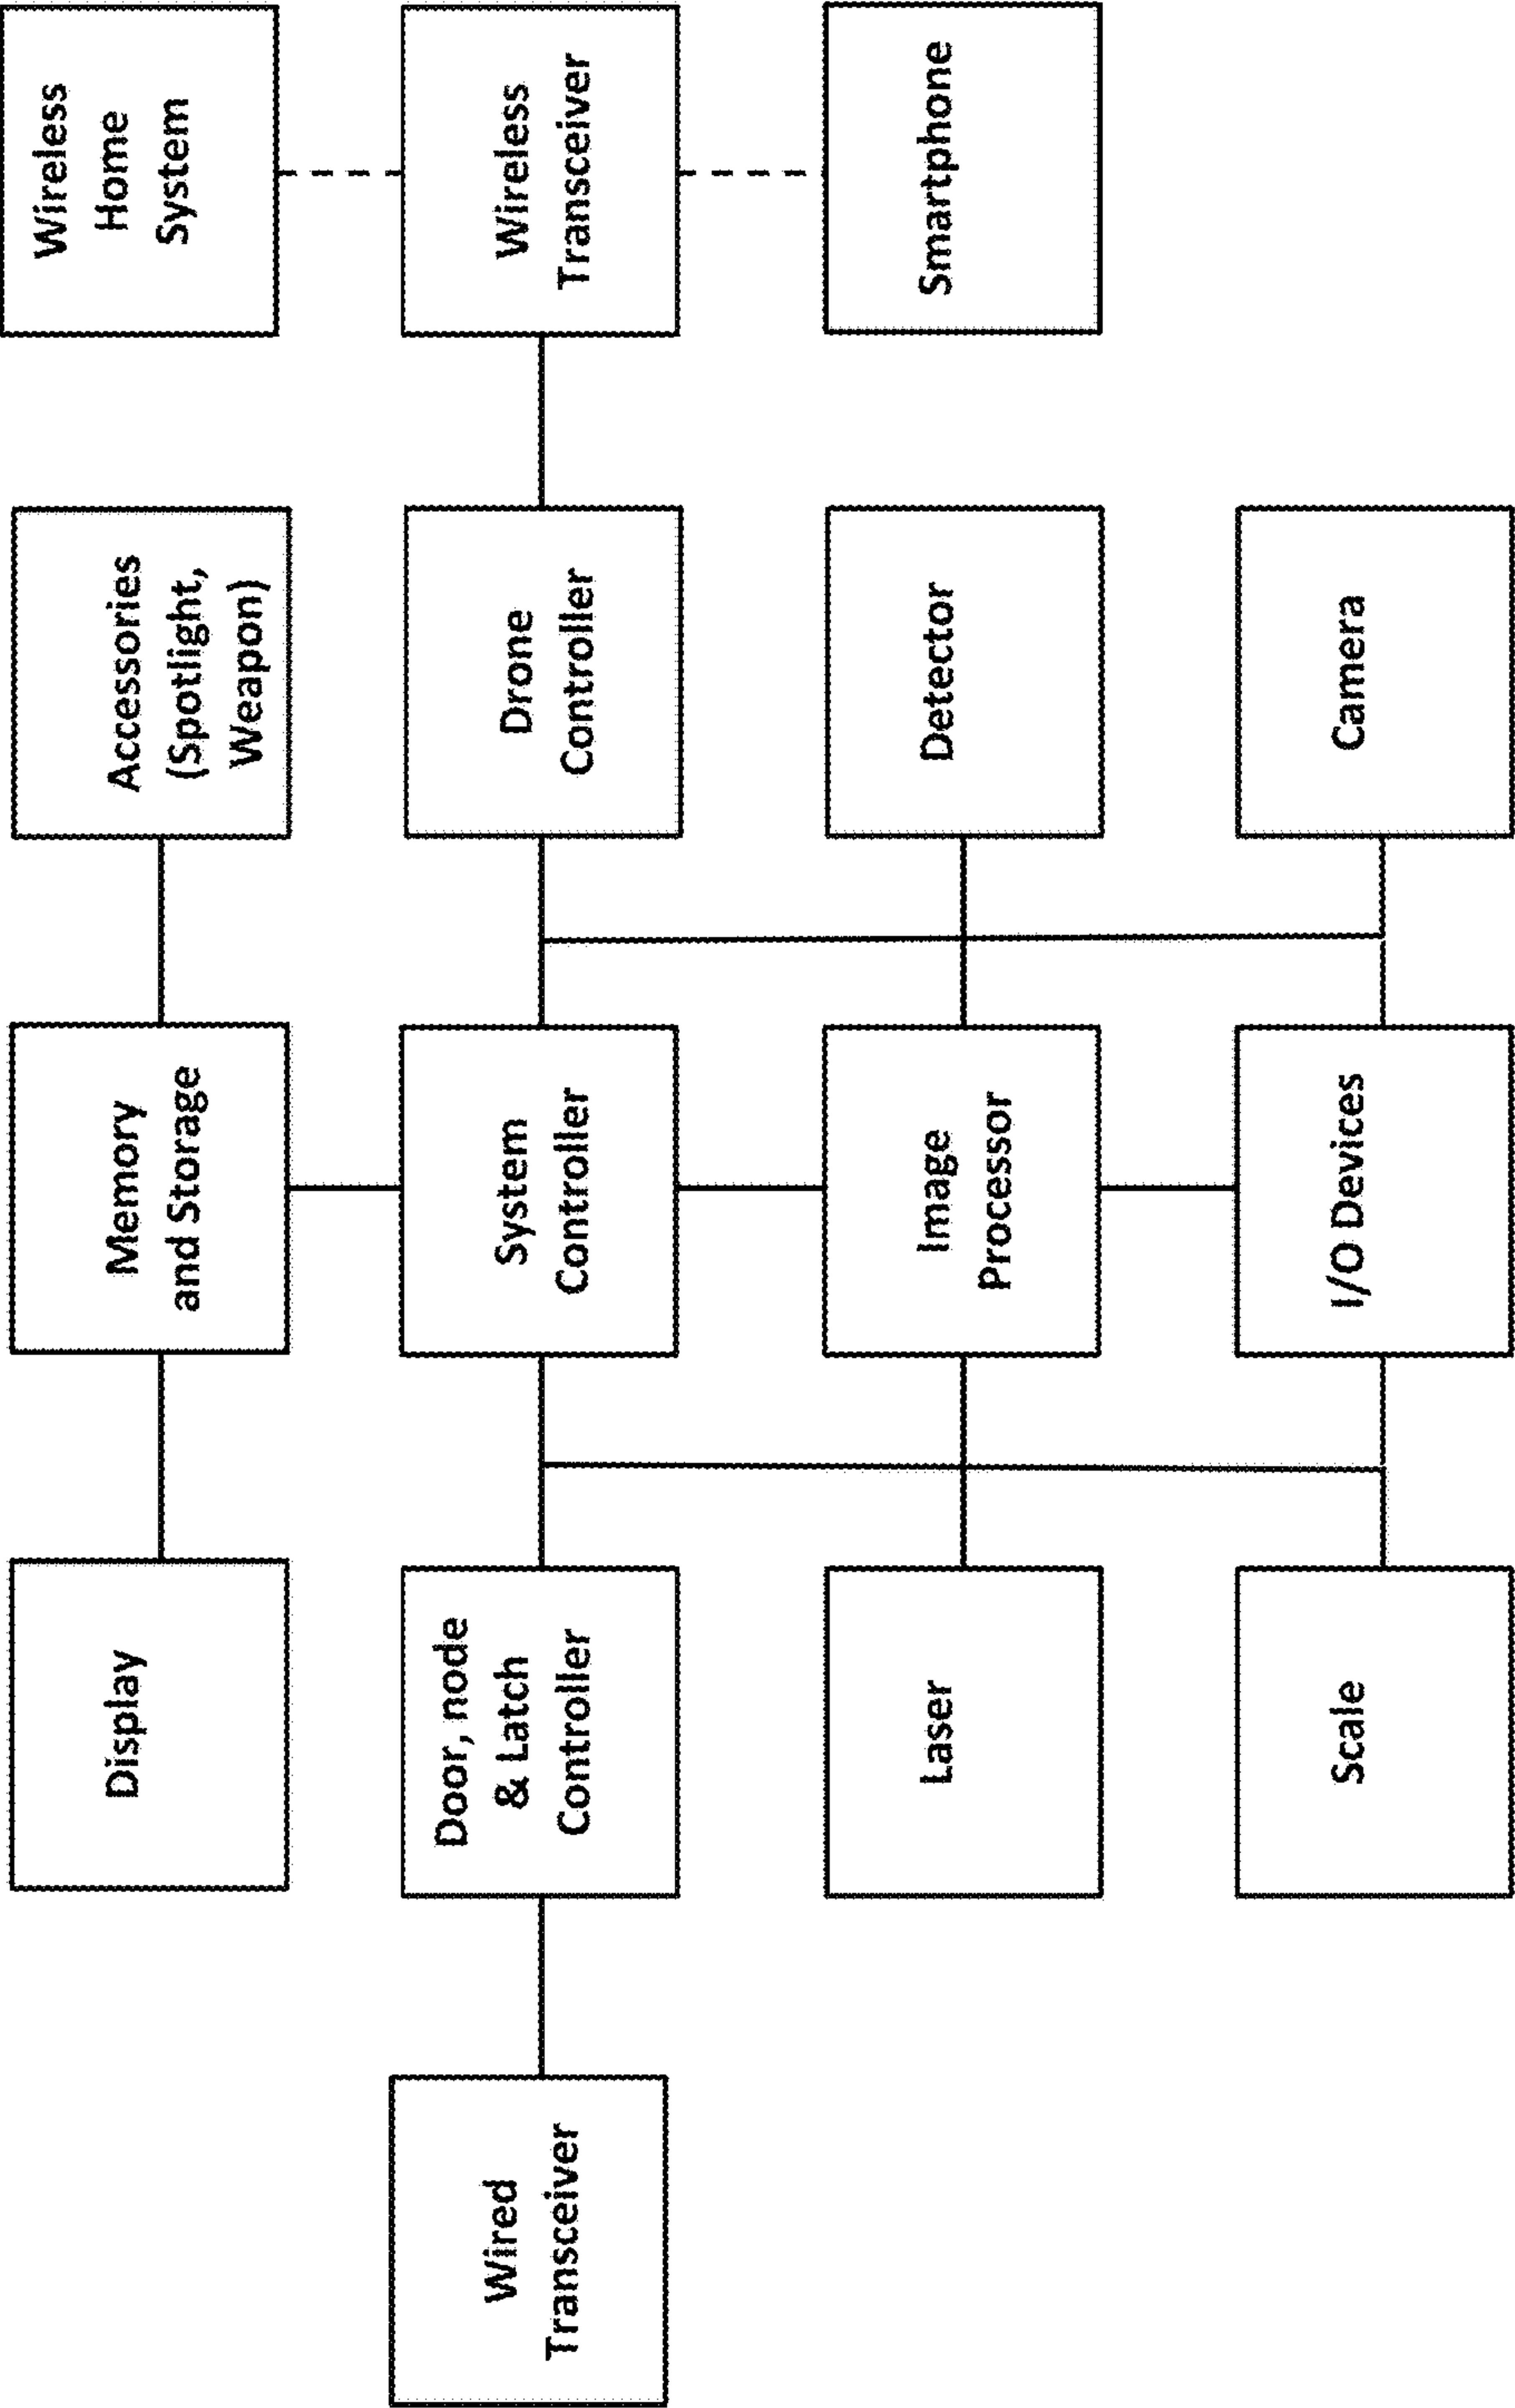 Display
Memory
and Storage
Accessories
(Spotlight,
Weapon)
Wireless
Home
System
Wired
Transceiver
Door, node
& Latch
Controller
System
Controller
Drone
Controller
Wireless
Transceiver
Laser
Image
Processor
Detector
Smartphone
Scale
I/O Devices
Camera